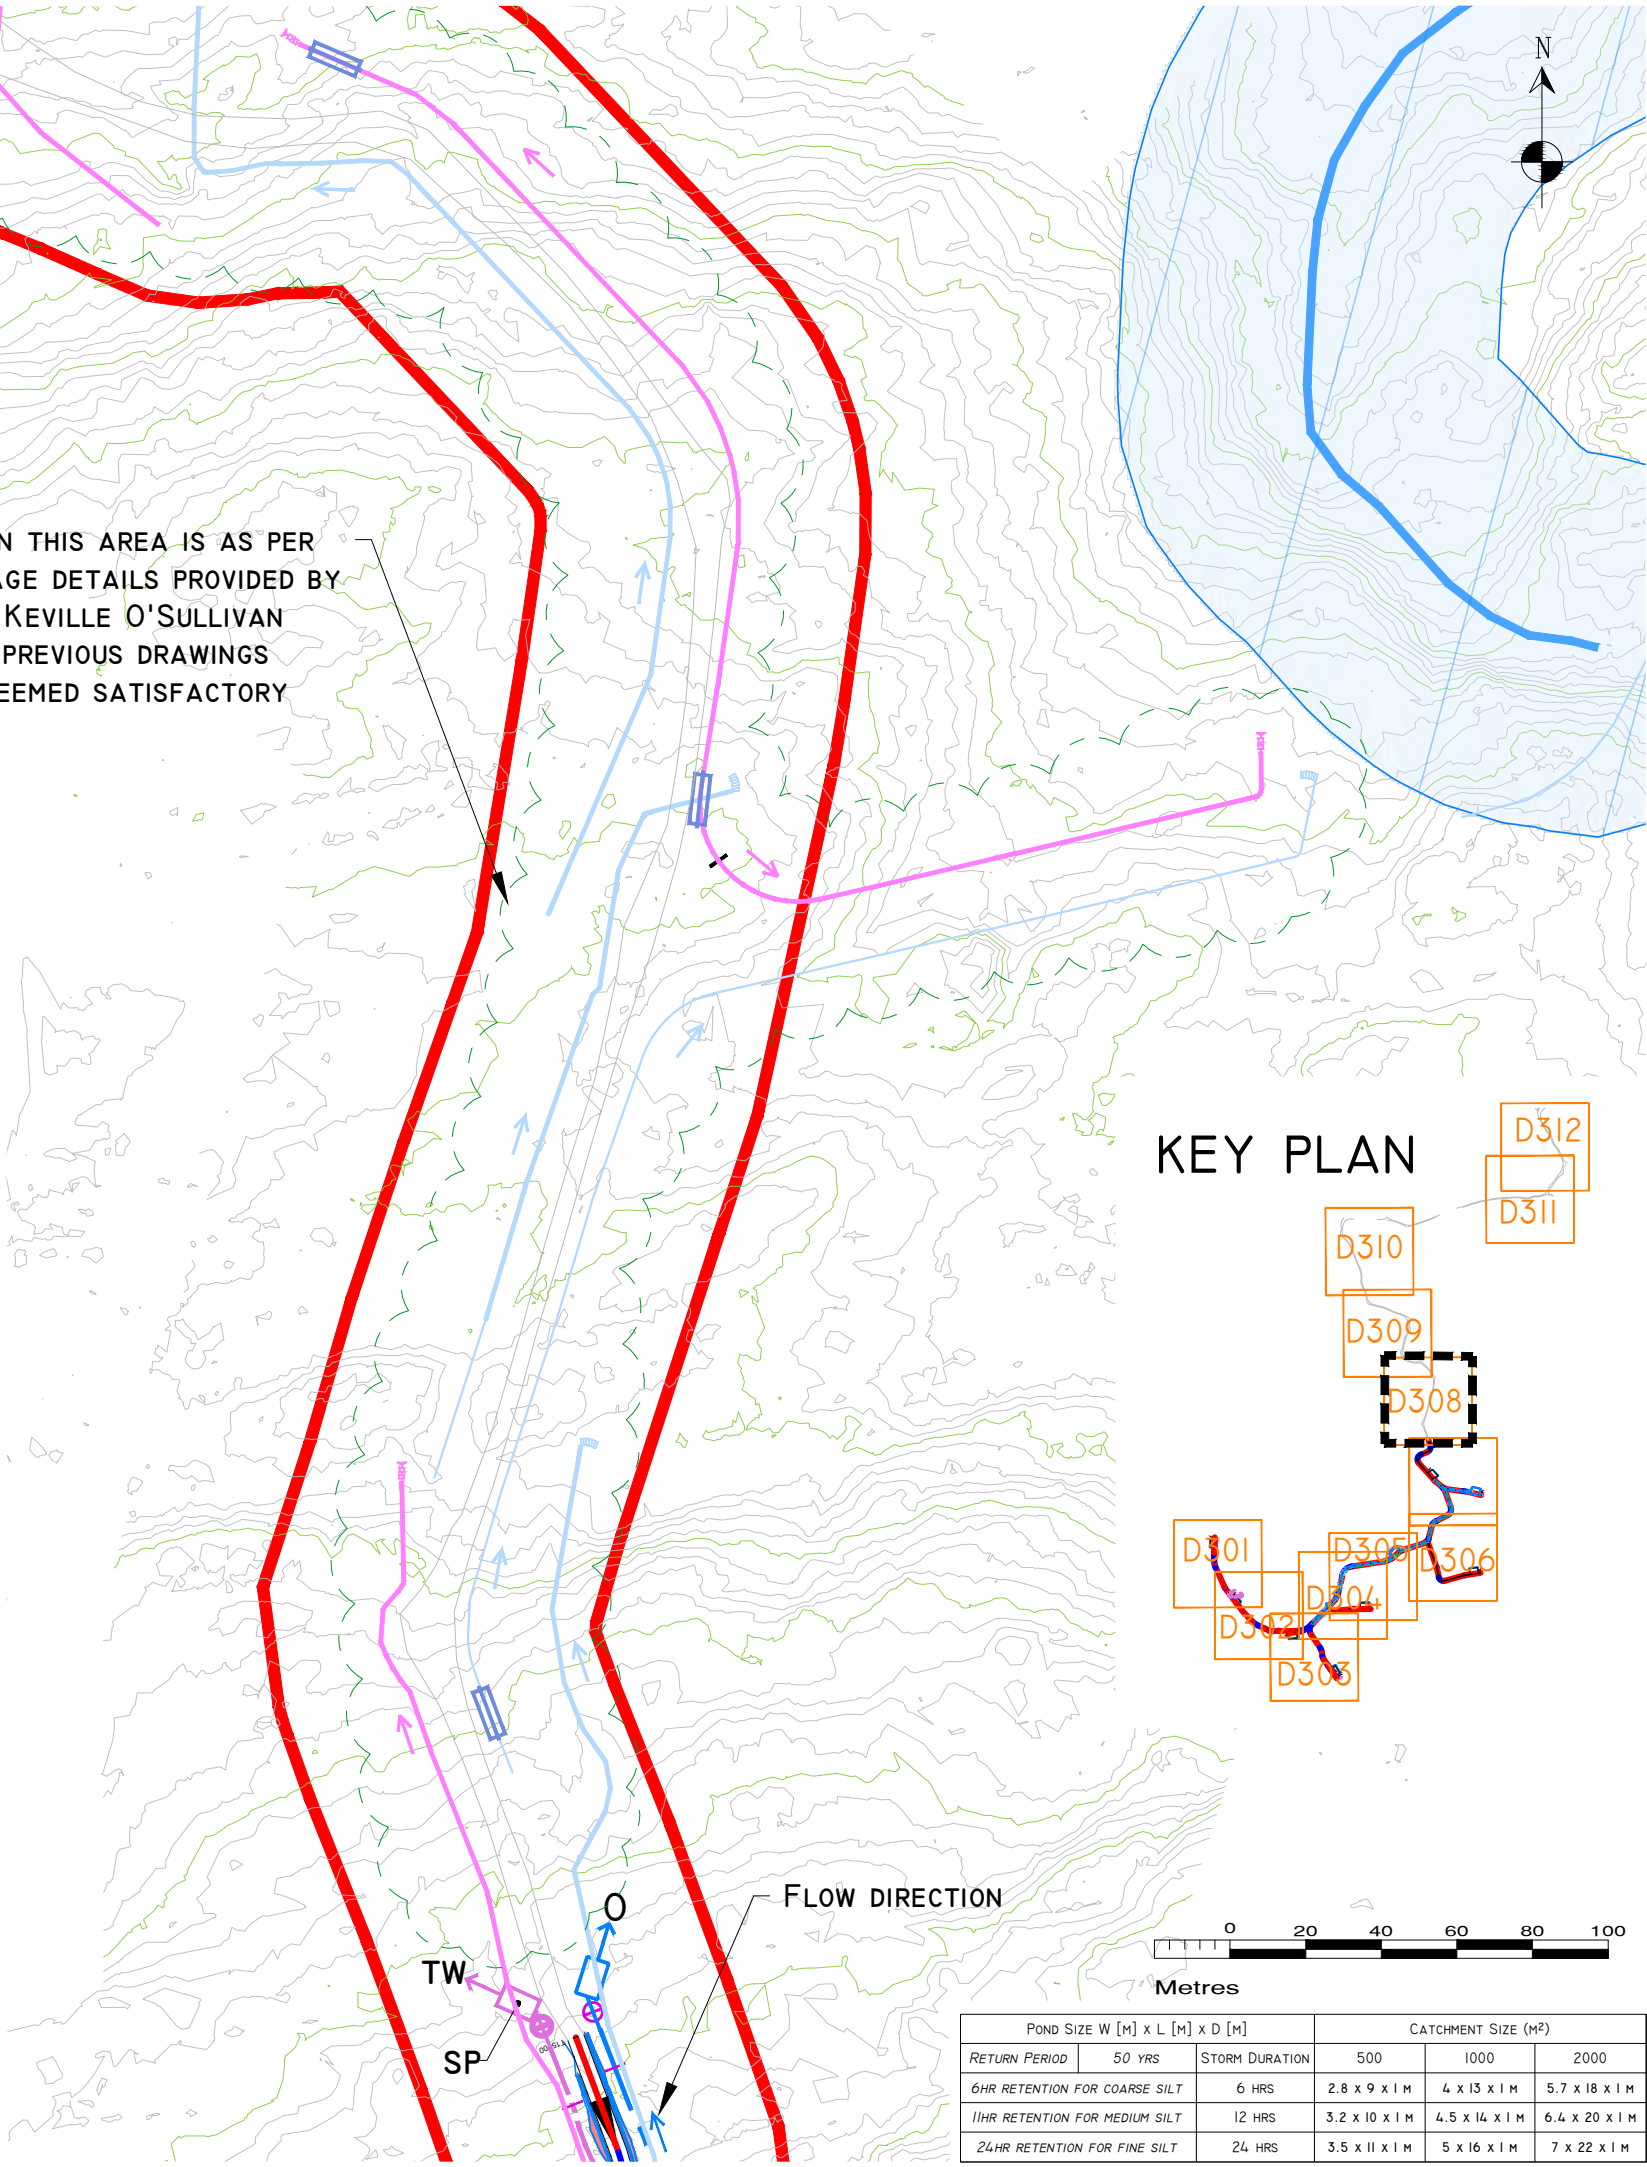 N
N THIS AREA IS AS PER
AGE DETAILS PROVIDED BY
KEVILLE O'SULLIVAN
PREVIOUS DRAWINGS
EEMED SATISFACTORY
KEY PLAN
D312
D311
D310
D309
D308
D301
D305
D306
D304
D302
D303
FLOW DIRECTION
O
TW
SP
0 20 40 60 80 100
Metres
POND SIZE W [M] X L [M] X D [M] CATCHMENT SIZE (M²)
RETURN PERIOD 50 YRS STORM DURATION 500 1000 2000
6HR RETENTION FOR COARSE SILT 6 HRS 2.8 X 9 X 1 M 4 X 13 X 1 M 5.7 X 18 X 1 M
11HR RETENTION FOR MEDIUM SILT 12 HRS 3.2 X 10 X 1 M 4.5 X 14 X 1 M 6.4 X 20 X 1 M
24HR RETENTION FOR FINE SILT 24 HRS 3.5 X 11 X 1 M 5 X 16 X 1 M 7 X 22 X 1 M